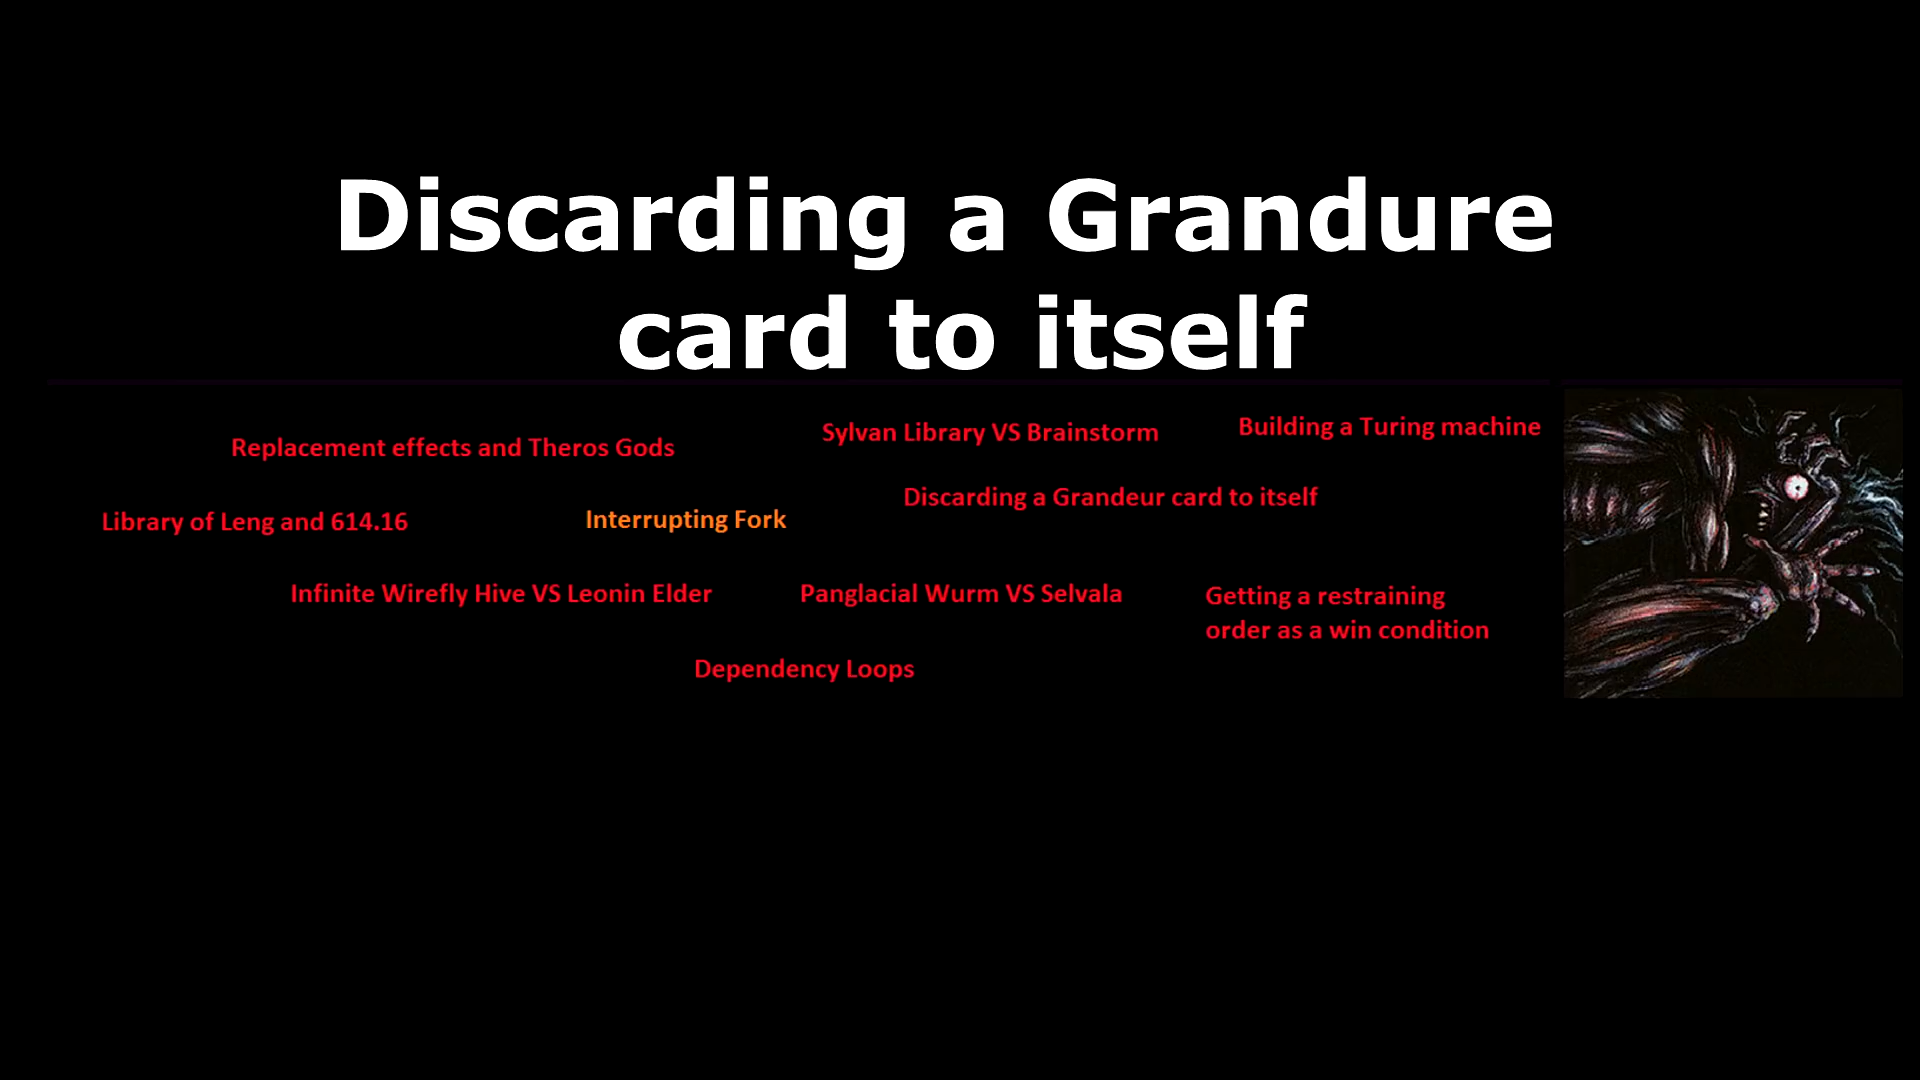 Discarding a Grandure
card to itself
Replacement effects and Theros Gods
Sylvan Library VS Brainstorm
Building a Turing machine
Library of Leng and 614.16
Interrupting Fork
Discarding a Grandeur card to itself
Infinite Wirefly Hive VS Leonin Elder
Panglacial Wurm VS Selvala
Getting a restraining
order as a win condition
Dependency Loops